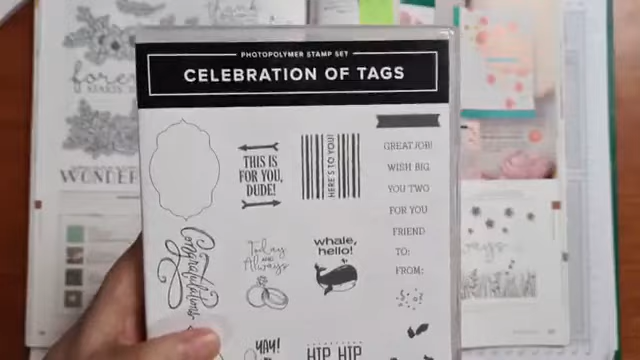 PHOTOPOLYMER STAMP SET
CELEBRATION OF TAGS
THIS IS
FOR YOU,
DUDE!
HERE'S TO YOU!
GREAT JOB!
WISH BIG
YOU TWO
FOR YOU
FRIEND
TO:
FROM:
Congratulations
Today
AND
Always
whale,
hello!
YAY!
HIP HIP
forever
WONDER